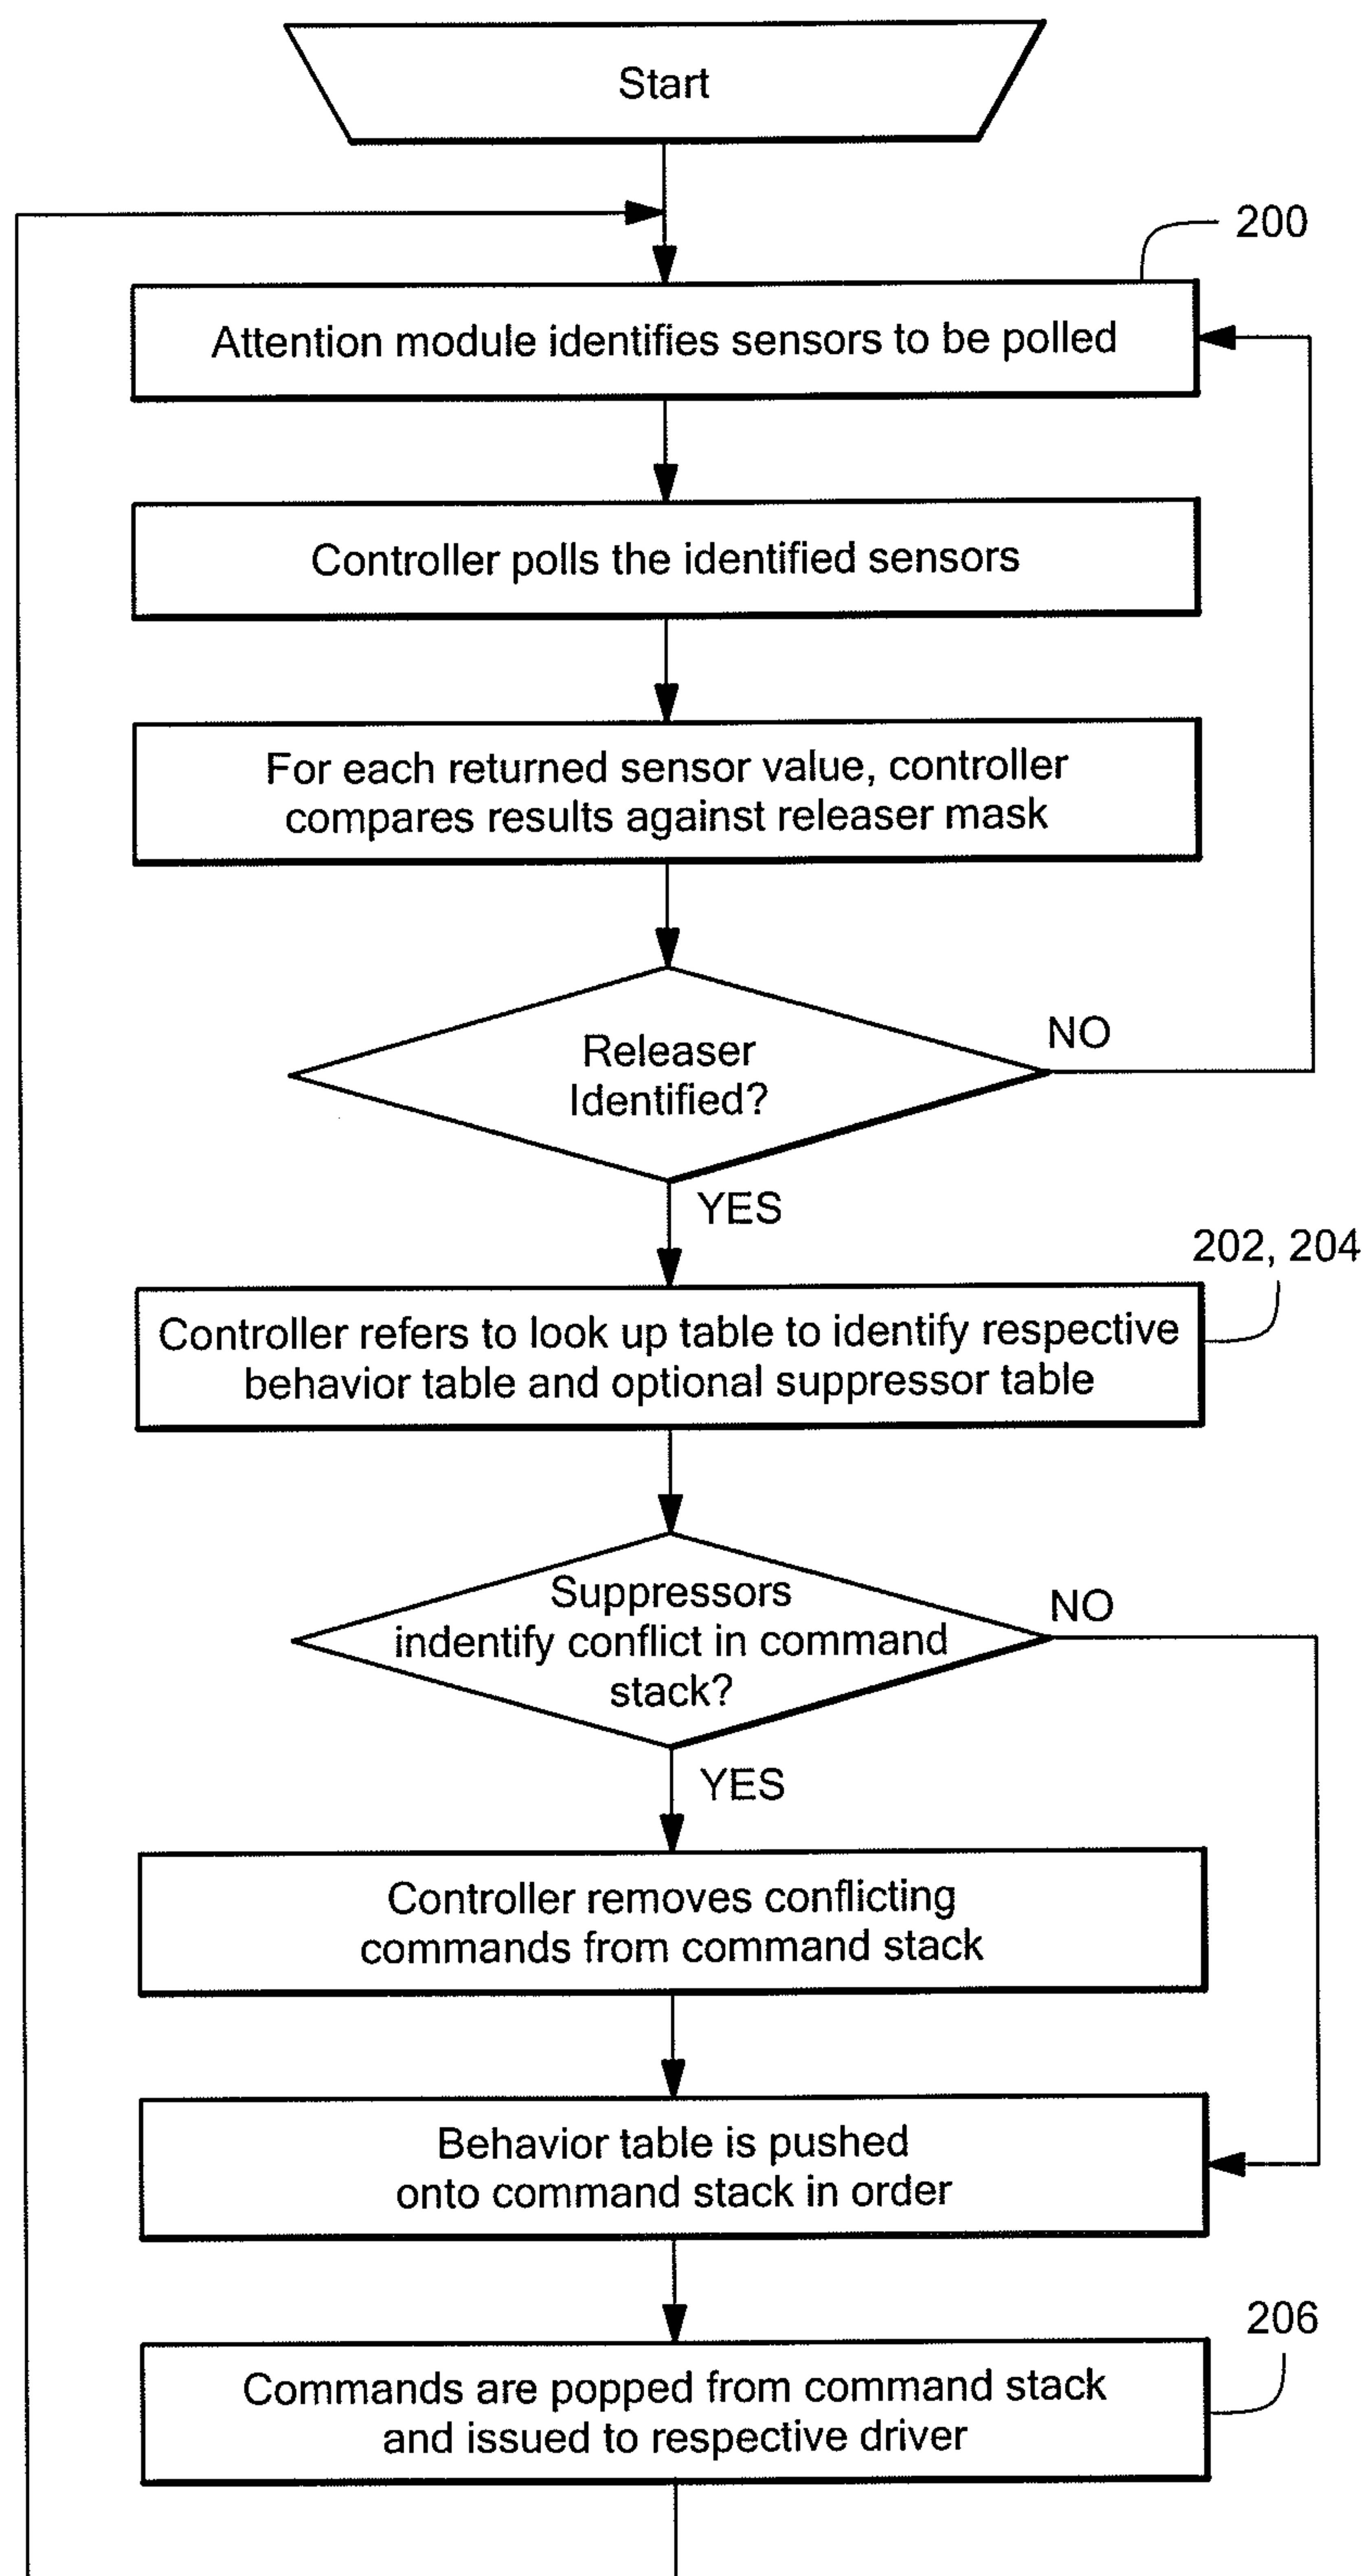 Start
200
Attention module identifies sensors to be polled
Controller polls the identified sensors
For each returned sensor value, controller
compares results against releaser mask
Releaser
Identified?
NO
YES
202, 204
Controller refers to look up table to identify respective
behavior table and optional suppressor table
Suppressors
indentify conflict in command
stack?
NO
YES
Controller removes conflicting
commands from command stack
Behavior table is pushed
onto command stack in order
206
Commands are popped from command stack
and issued to respective driver